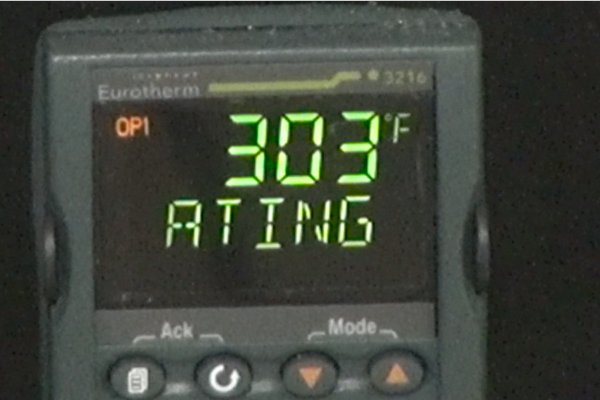 Eurotherm 3216
OP1 303 °F
ATING
Ack Mode